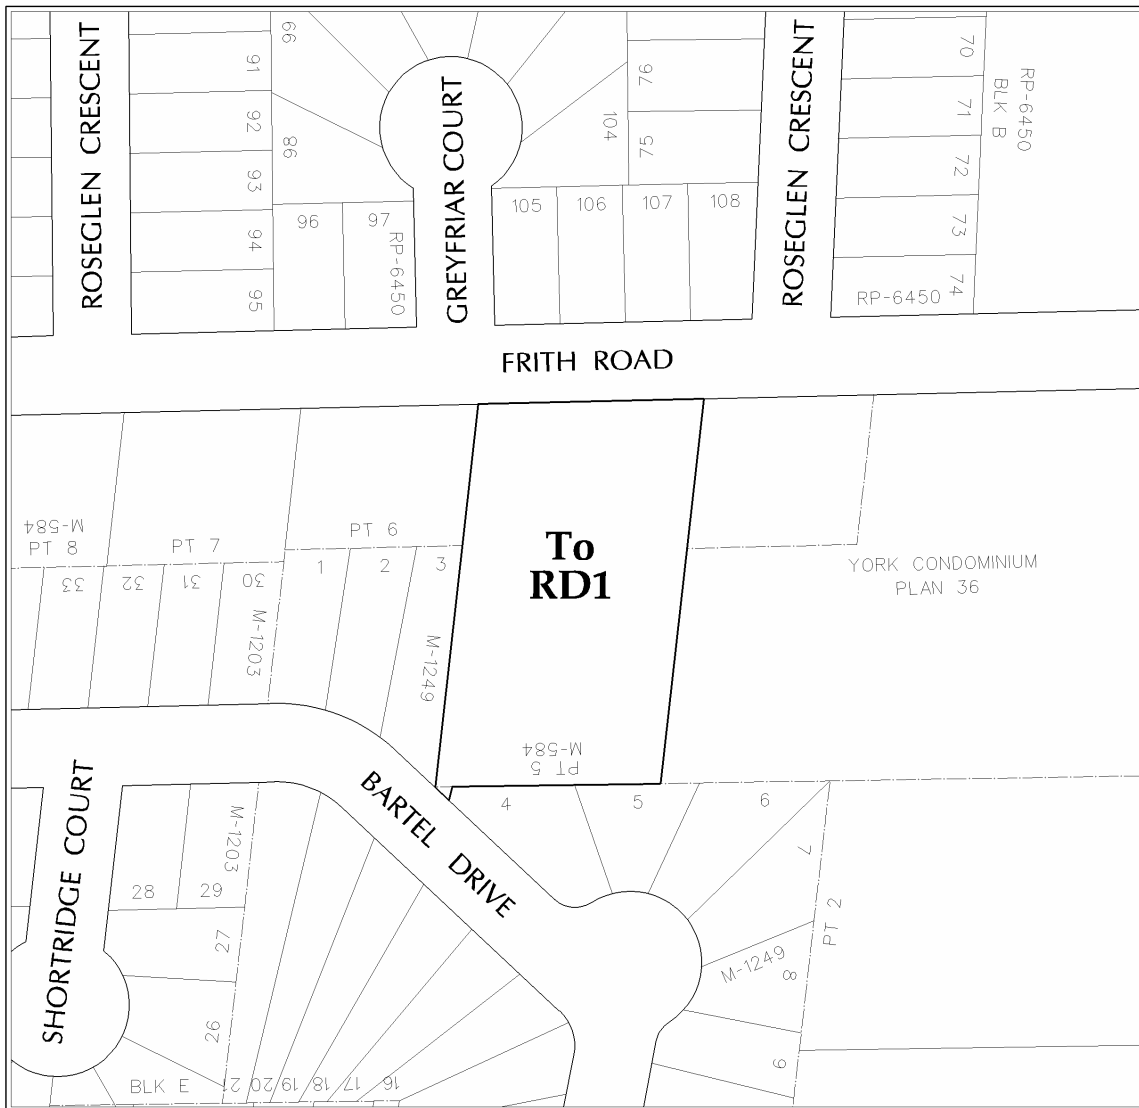 ROSEGLEN CRESCENT
91
92
93
94
95
99
98
96
97
RP-6450
GREYFRIAR COURT
104
76
75
105
106
107
108
ROSEGLEN CRESCENT
70
71
72
73
74
RP-6450
RP-6450
BLK B
FRITH ROAD
M-584
PT 8
PT 7
PT 6
33
32
31
30
M-1203
1
2
3
M-1249
To
RD1
PT 5
M-584
YORK CONDOMINIUM
PLAN 36
SHORTRIDGE COURT
M-1203
28
29
27
26
BLK E
21
20
19
18
17
16
BARTEL DRIVE
4
5
6
7
8
9
M-1249
PT 2